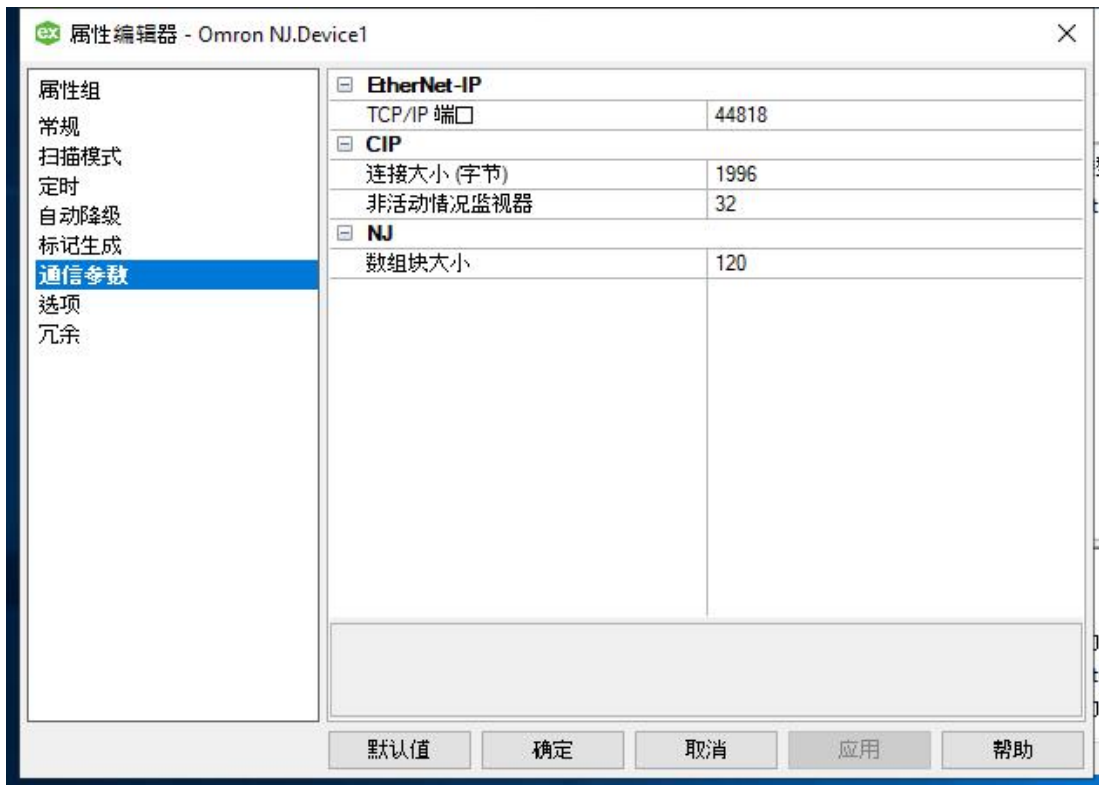 属性编辑器 - Omron NJ.Device1
属性组
常规
扫描模式
定时
自动降级
标记生成
通信参数
选项
冗余
EtherNet-IP
TCP/IP 端口 44818
CIP
连接大小 (字节) 1996
非活动情况监视器 32
NJ
数组块大小 120
默认值 确定 取消 应用 帮助